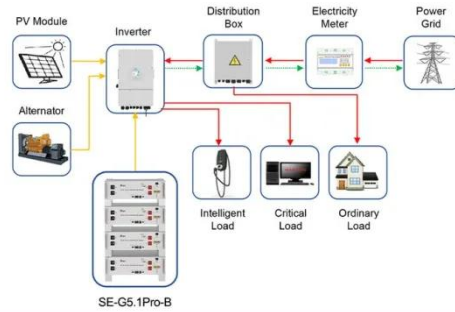 PV Module
Inverter
Distribution
Box
Electricity
Meter
Power
Grid
Alternator
Intelligent
Load
Critical
Load
Ordinary
Load
SE-G5.1Pro-B